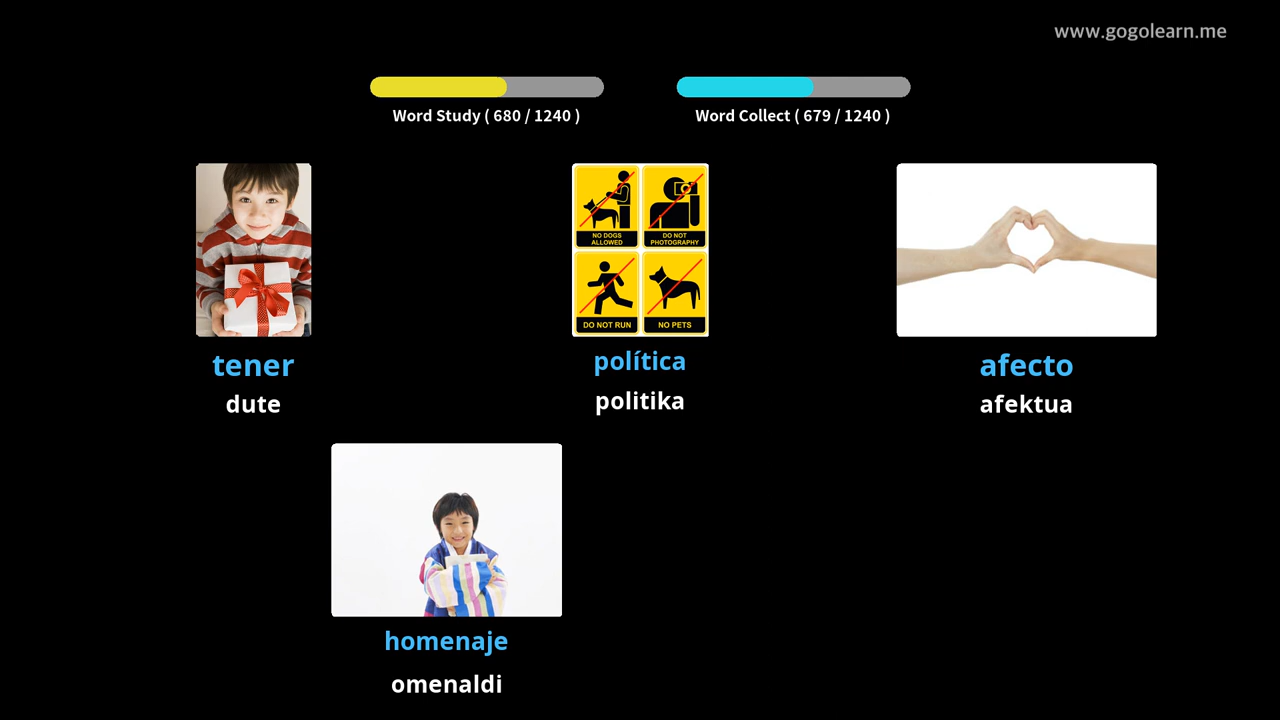 www.gogolearn.me
Word Study ( 680 / 1240 )
Word Collect ( 679 / 1240 )
NO DOGS
ALLOWED
DO NOT
PHOTOGRAPHY
DO NOT RUN
NO PETS
tener
dute
política
politika
afecto
afektua
homenaje
omenaldi